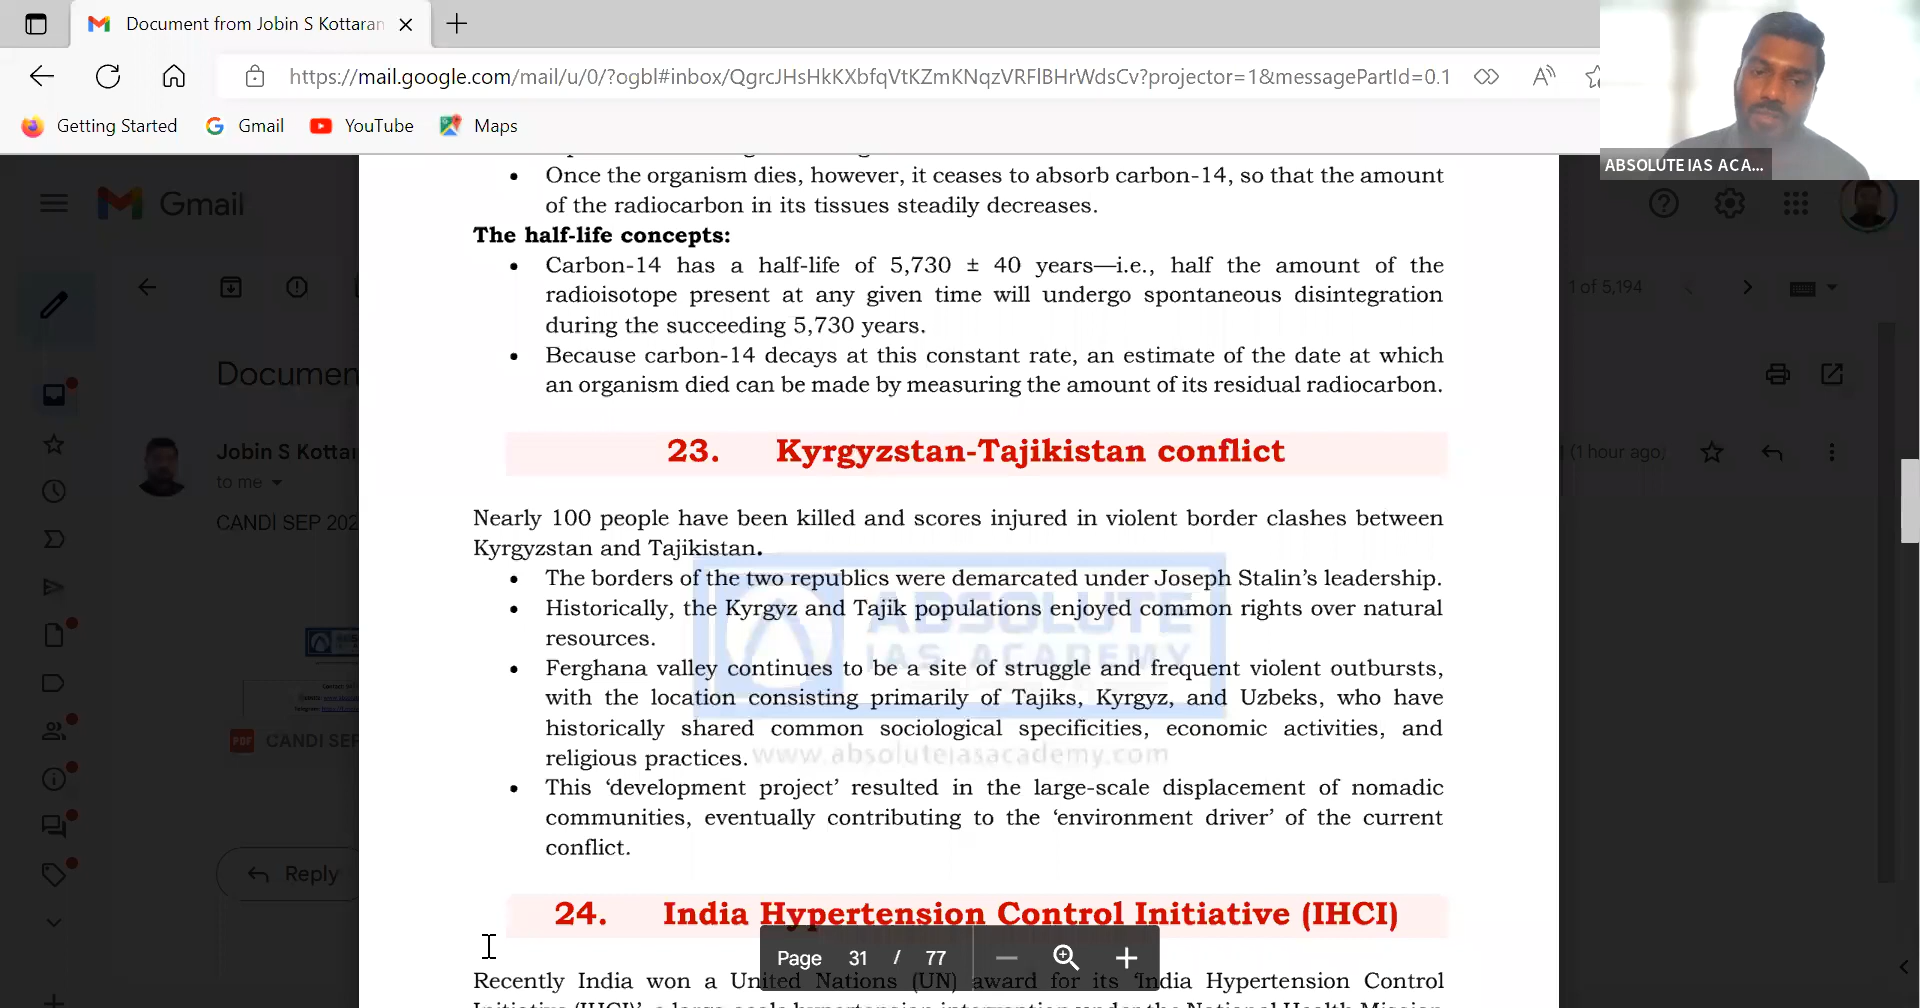 Document from Jobin S Kottaran
https://mail.google.com/mail/u/0/?ogbl#inbox/QgrcJHsHkKXbfqVtKZmKNqzVRFlBHrWdsCv?projector=1&messagePartId=0.1
Getting Started
Gmail
YouTube
Maps
ABSOLUTE IAS ACA...
Gmail
1 of 5,194
Documen
Jobin S Kottar
(1 hour ago)
to me
CANDI SEP 202
CANDI SEP
PDF
Reply
• Once the organism dies, however, it ceases to absorb carbon-14, so that the amount
of the radiocarbon in its tissues steadily decreases.
The half-life concepts:
• Carbon-14 has a half-life of 5,730 ± 40 years—i.e., half the amount of the
radioisotope present at any given time will undergo spontaneous disintegration
during the succeeding 5,730 years.
• Because carbon-14 decays at this constant rate, an estimate of the date at which
an organism died can be made by measuring the amount of its residual radiocarbon.
23. Kyrgyzstan-Tajikistan conflict
Nearly 100 people have been killed and scores injured in violent border clashes between
Kyrgyzstan and Tajikistan.
• The borders of the two republics were demarcated under Joseph Stalin’s leadership.
• Historically, the Kyrgyz and Tajik populations enjoyed common rights over natural
resources.
• Ferghana valley continues to be a site of struggle and frequent violent outbursts,
with the location consisting primarily of Tajiks, Kyrgyz, and Uzbeks, who have
historically shared common sociological specificities, economic activities, and
religious practices.
• This ‘development project’ resulted in the large-scale displacement of nomadic
communities, eventually contributing to the ‘environment driver’ of the current
conflict.
ABSOLUTE
IAS ACADEMY
www.absoluteiasacademy.com
24. India Hypertension Control Initiative (IHCI)
Recently India won a United Nations (UN) award for its ‘India Hypertension Control
Page 31 / 77